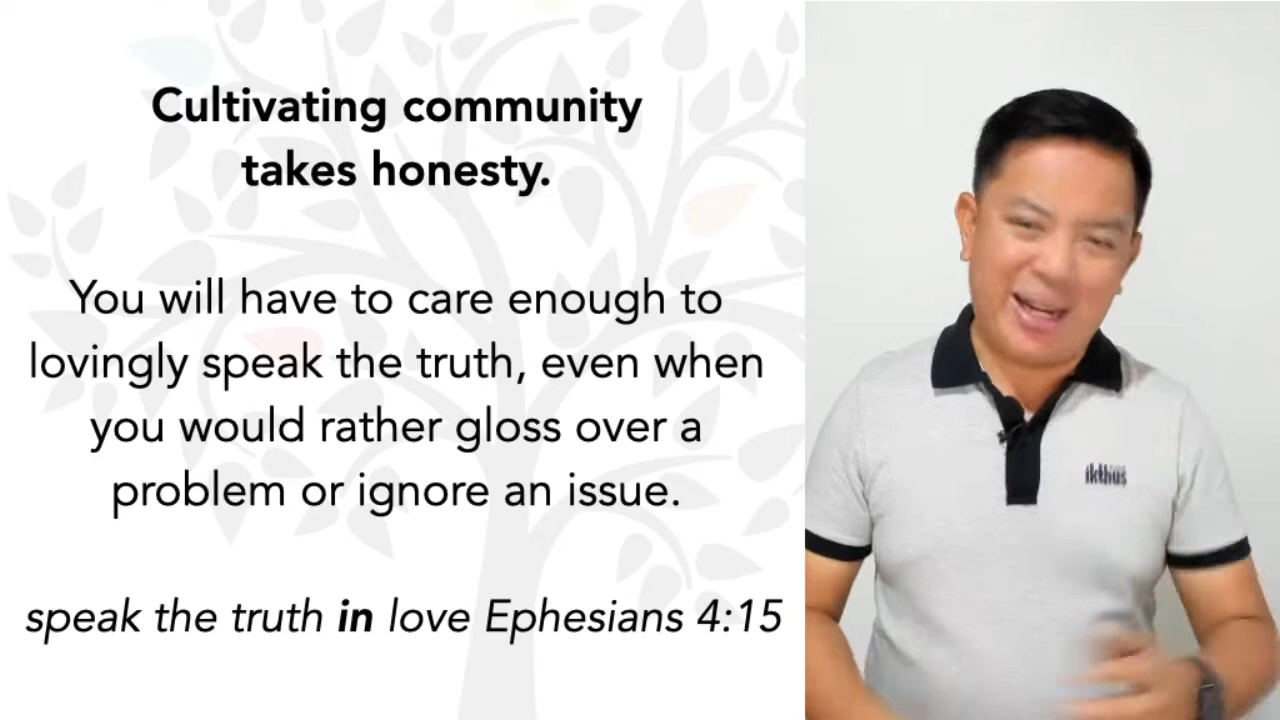 Cultivating community
takes honesty.
You will have to care enough to
lovingly speak the truth, even when
you would rather gloss over a
problem or ignore an issue.
speak the truth in love Ephesians 4:15
ikthus